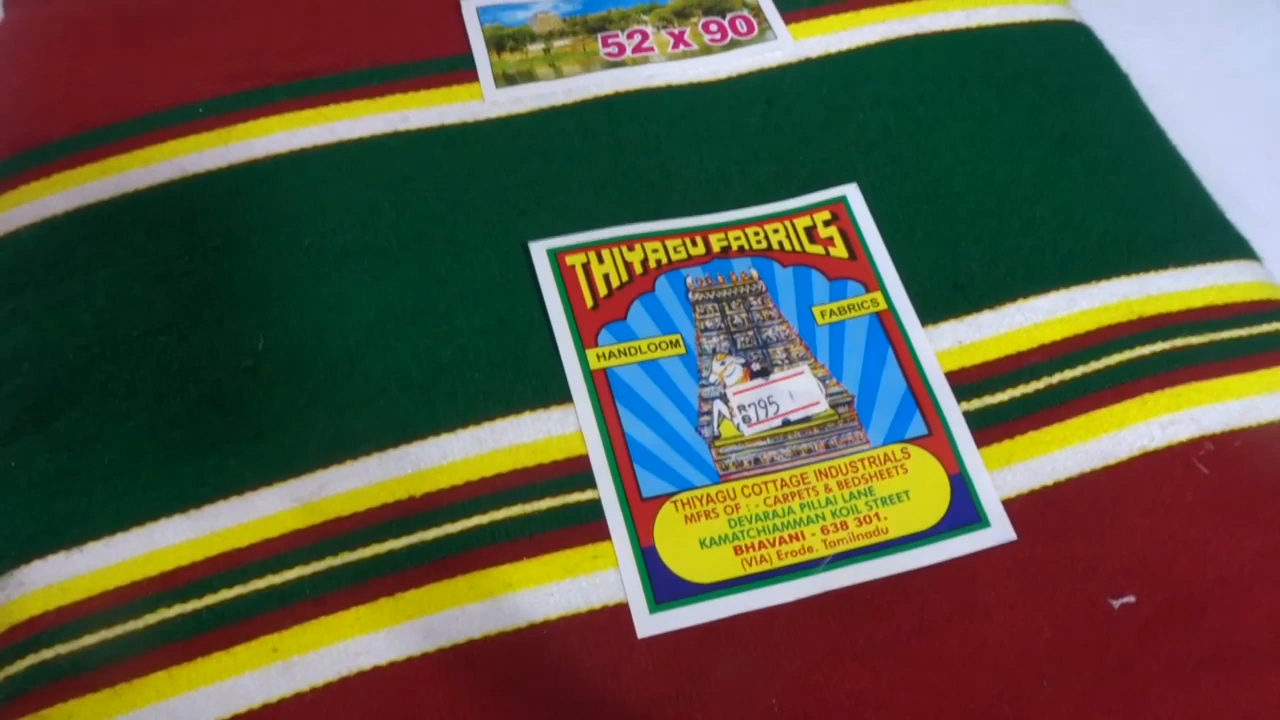 52 x 90
THIYAGU FABRICS
FABRICS
HANDLOOM
RS 795
THIYAGU COTTAGE INDUSTRIALS
MFRS OF : - CARPETS & BEDSHEETS
DEVARAJA PILLAI LANE
KAMATCHIAMMAN KOIL STREET
BHAVANI - 638 301.
(VIA) Erode. Tamilnadu